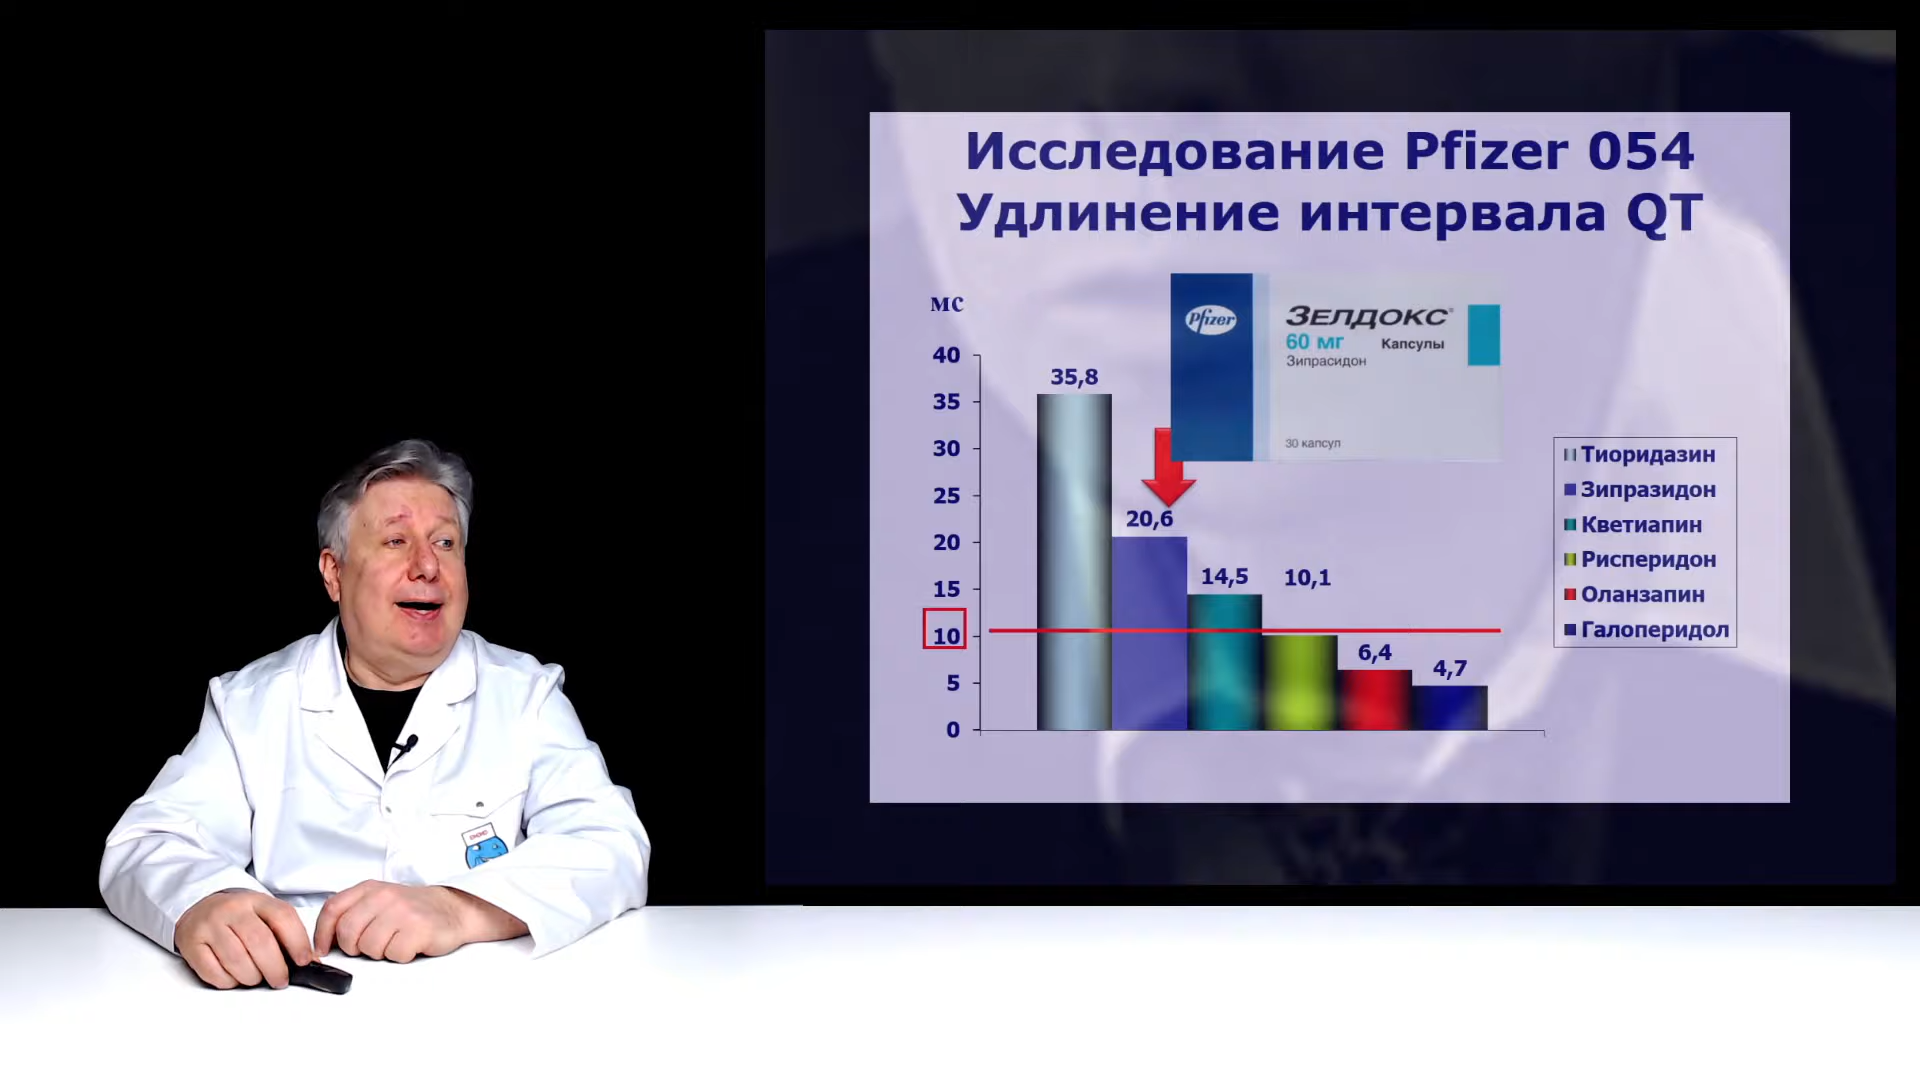 Исследование Pfizer 054
Удлинение интервала QT
мс
Pfizer
ЗЕЛДОКС®
60 мг Капсулы
Зипрасидон
30 капсул
40
35
30
25
20
15
10
5
0
35,8
20,6
14,5
10,1
6,4
4,7
Тиоридазин
Зипразидон
Кветиапин
Рисперидон
Оланзапин
Галоперидол